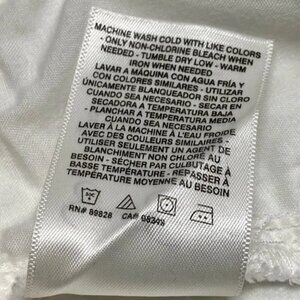 MACHINE WASH COLD WITH LIKE COLORS
- ONLY NON-CHLORINE BLEACH WHEN
NEEDED - TUMBLE DRY LOW - WARM
IRON WHEN NEEDED
LAVAR A MÁQUINA CON AGUA FRIA Y
CON COLORES SIMILARES - USAR
ÚNICAMENTE BLANQUEADOR SIN CLORO
CUANDO SEA NECESARIO - SECAR EN
SECADORA A TEMPERATURA BAJA
- PLANCHAR A TEMPERATURA MEDIA
CUANDO SEA NECESARIO
LAVER À LA MACHINE À L'EAU FROIDE
AVEC DES COULEURS SIMILAIRES -
UTILISER SEULEMENT UN AGENT DE
BLANCHIMENT NON CHLORÉ AU
BESOIN - SÉCHER PAR CULBUTAGE À
BASSE TEMPÉRATURE - REPASSER À
TEMPÉRATURE MOYENNE AU BESOIN
RN# 89828 CA#